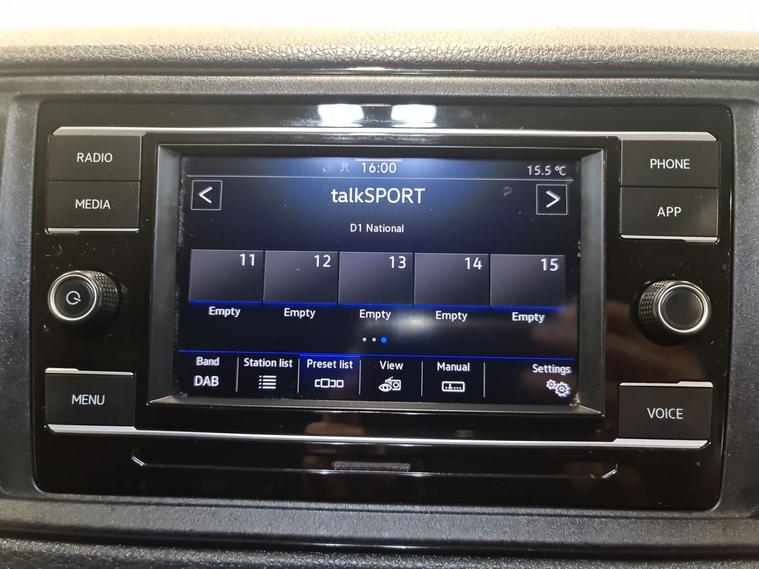 RADIO
MEDIA
MENU
16:00
15.5 °C
talkSPORT
D1 National
11
12
13
14
15
Empty
Empty
Empty
Empty
Empty
Band
DAB
Station list
Preset list
View
Manual
Settings
PHONE
APP
VOICE